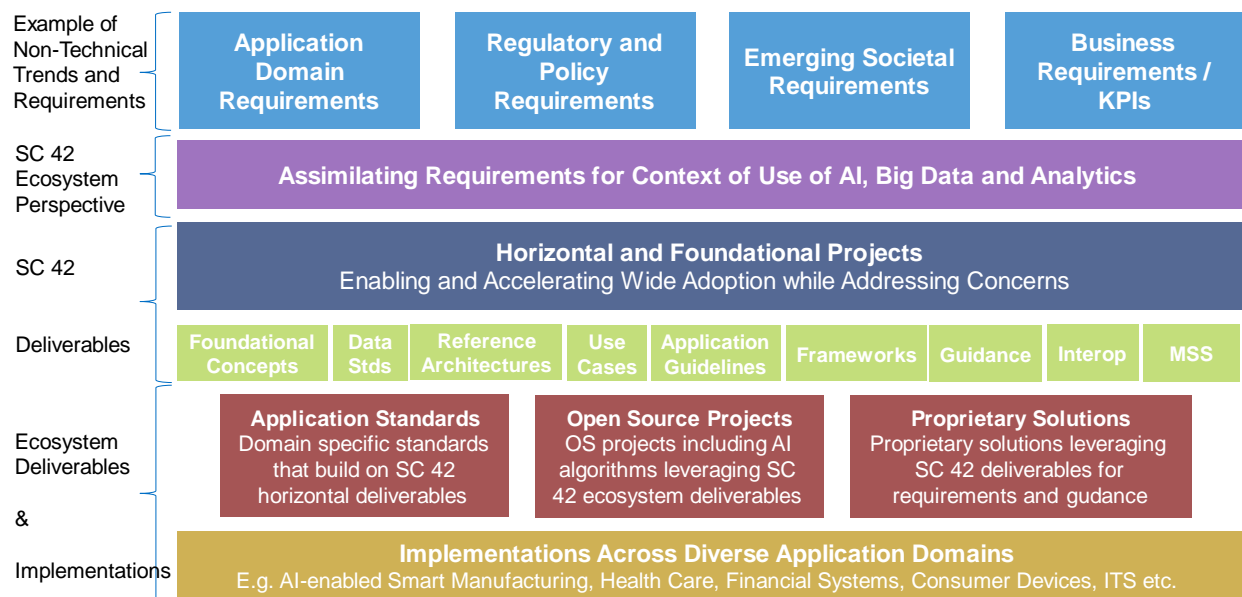 Example of
Non-Technical
Trends and
Requirements
Application
Domain
Requirements
Regulatory and
Policy
Requirements
Emerging Societal
Requirements
Business
Requirements /
KPIs
SC 42
Ecosystem
Perspective
Assimilating Requirements for Context of Use of AI, Big Data and Analytics
SC 42
Horizontal and Foundational Projects
Enabling and Accelerating Wide Adoption while Addressing Concerns
Deliverables
Foundational
Concepts
Data
Stds
Reference
Architectures
Use
Cases
Application
Guidelines
Frameworks
Guidance
Interop
MSS
Ecosystem
Deliverables
&
Implementations
Application Standards
Domain specific standards
that build on SC 42
horizontal deliverables
Open Source Projects
OS projects including AI
algorithms leveraging SC
42 ecosystem deliverables
Proprietary Solutions
Proprietary solutions leveraging
SC 42 deliverables for
requirements and guidance
Implementations Across Diverse Application Domains
E.g. AI-enabled Smart Manufacturing, Health Care, Financial Systems, Consumer Devices, ITS etc.